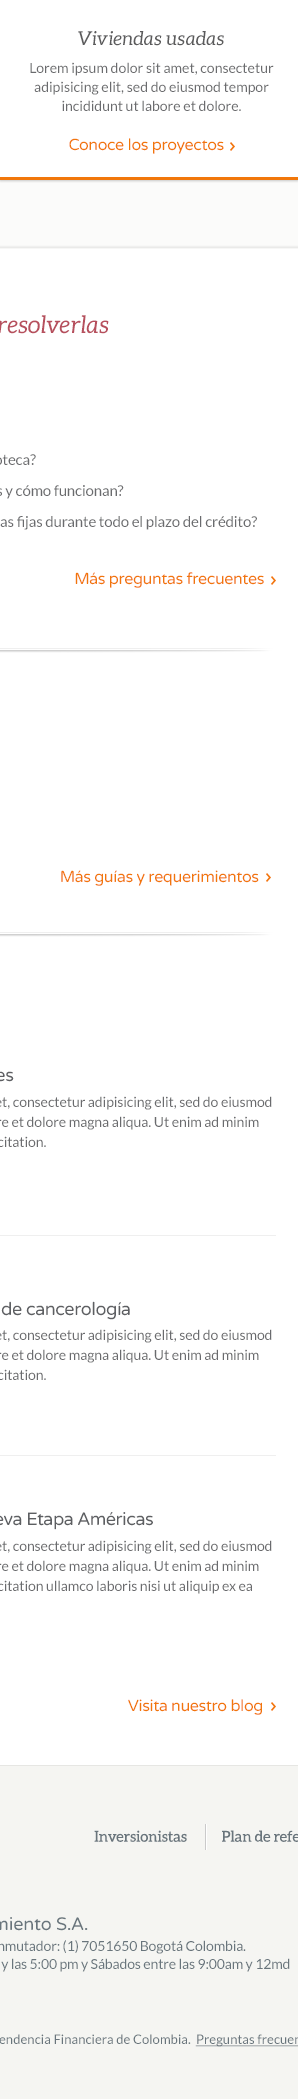 Viviendas usadas
Lorem ipsum dolor sit amet, consectetur
adipisicing elit, sed do eiusmod tempor
incididunt ut labore et dolore.
Conoce los proyectos ›
resolverlas
oteca?
s y cómo funcionan?
as fijas durante todo el plazo del crédito?
Más preguntas frecuentes ›
Más guías y requerimientos ›
es
et, consectetur adipisicing elit, sed do eiusmod
re et dolore magna aliqua. Ut enim ad minim
citation.
de cancerología
et, consectetur adipisicing elit, sed do eiusmod
re et dolore magna aliqua. Ut enim ad minim
citation.
eva Etapa Américas
et, consectetur adipisicing elit, sed do eiusmod
re et dolore magna aliqua. Ut enim ad minim
citation ullamco laboris nisi ut aliquip ex ea
Visita nuestro blog ›
Inversionistas Plan de refe
miento S.A.
nmutador: (1) 7051650 Bogotá Colombia.
y las 5:00 pm y Sábados entre las 9:00am y 12md
endencia Financiera de Colombia. Preguntas frecuen